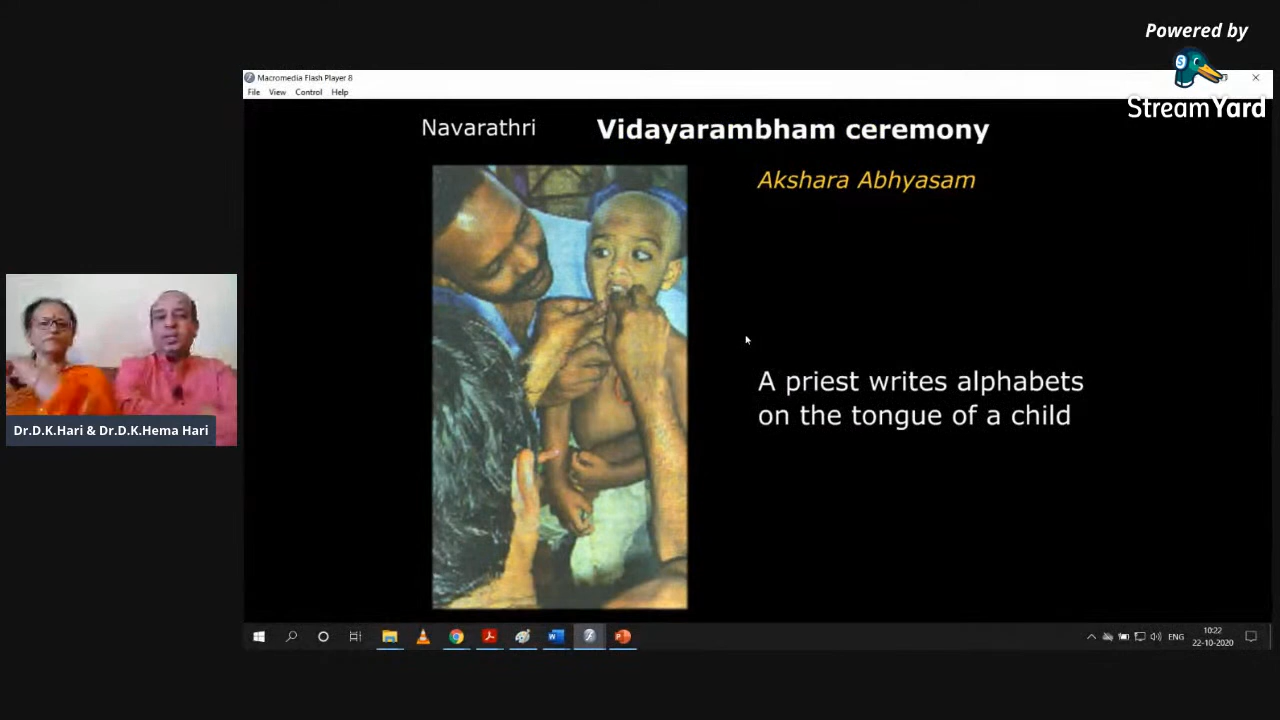 Powered by
StreamYard
Macromedia Flash Player 8
File View Control Help
Navarathri
Vidayarambham ceremony
Akshara Abhyasam
A priest writes alphabets
on the tongue of a child
Dr.D.K.Hari & Dr.D.K.Hema Hari
ENG
10:22
22-10-2020